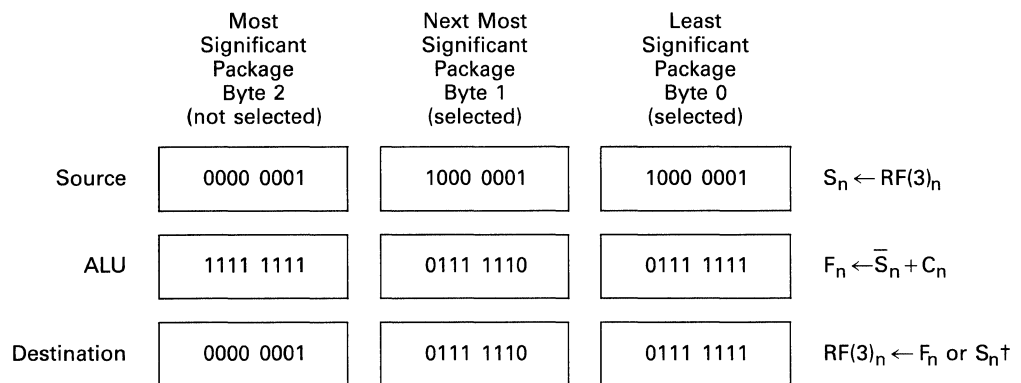 Most Significant Package Byte 2 (not selected)
Next Most Significant Package Byte 1 (selected)
Least Significant Package Byte 0 (selected)
Source 0000 0001 1000 0001 1000 0001 Sₙ ← RF(3)ₙ
ALU 1111 1111 0111 1110 0111 1111 Fₙ ← S̅ₙ + Cₙ
Destination 0000 0001 0111 1110 0111 1111 RF(3)ₙ ← Fₙ or Sₙ†